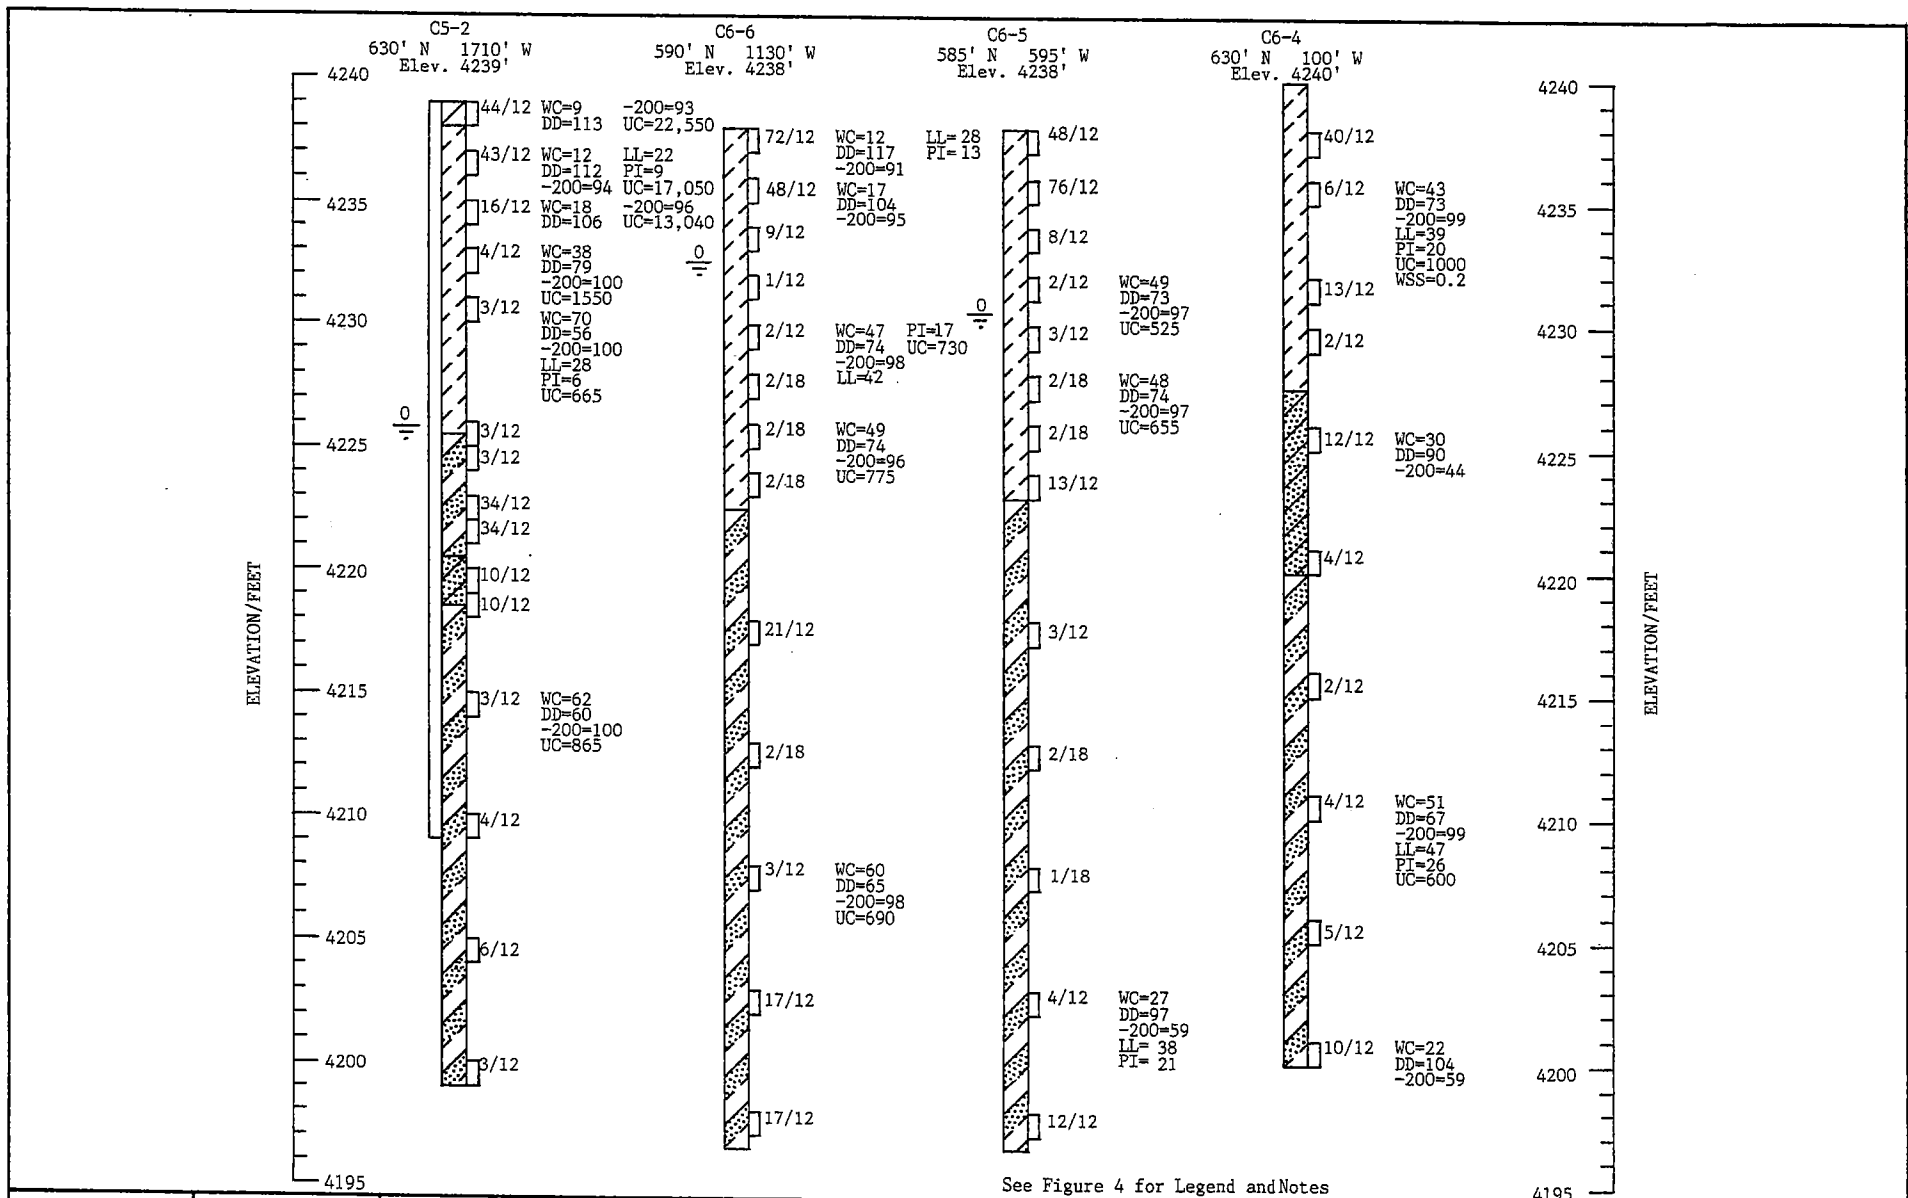 C5-2
630' N 1710' W
Elev. 4239'
C6-6
590' N 1130' W
Elev. 4238'
C6-5
585' N 595' W
Elev. 4238'
C6-4
630' N 100' W
Elev. 4240'
4240
4235
4230
4225
4220
4215
4210
4205
4200
4195
ELEVATION/FEET
44/12 WC=9 -200=93
DD=113 UC=22,550
43/12 WC=12 LL=22
DD=112 PI=9
-200=94 UC=17,050
16/12 WC=18 -200=96
DD=106 UC=13,040
4/12 WC=38
DD=79
-200=100
UC=1550
3/12 WC=70
DD=56
-200=100
LL=28
PI=6
UC=665
0
3/12
3/12
34/12
34/12
10/12
10/12
3/12 WC=62
DD=60
-200=100
UC=865
4/12
6/12
3/12
72/12 WC=12 LL=28
DD=117 PI=13
-200=91
48/12 WC=17
DD=104
-200=95
9/12
0
1/12
2/12 WC=47 PI=17
DD=74 UC=730
-200=98
2/18 LL=42
2/18 WC=49
DD=74
-200=96
2/18 UC=775
21/12
2/18
3/12 WC=60
DD=65
-200=98
UC=690
17/12
17/12
48/12
76/12
8/12
2/12 WC=49
DD=73
-200=97
UC=525
0
3/12
2/18 WC=48
DD=74
-200=97
UC=655
2/18
13/12
3/12
2/18
1/18
4/12 WC=27
DD=97
-200=59
LL= 38
PI= 21
12/12
40/12
6/12 WC=43
DD=73
-200=99
LL=39
PI=20
UC=1000
WSS=0.2
13/12
2/12
12/12 WC=30
DD=90
-200=44
4/12
2/12
4/12 WC=51
DD=67
-200=99
LL=47
PI=26
UC=600
5/12
10/12 WC=22
DD=104
-200=59
4240
4235
4230
4225
4220
4215
4210
4205
4200
4195
ELEVATION/FEET
See Figure 4 for Legend and Notes